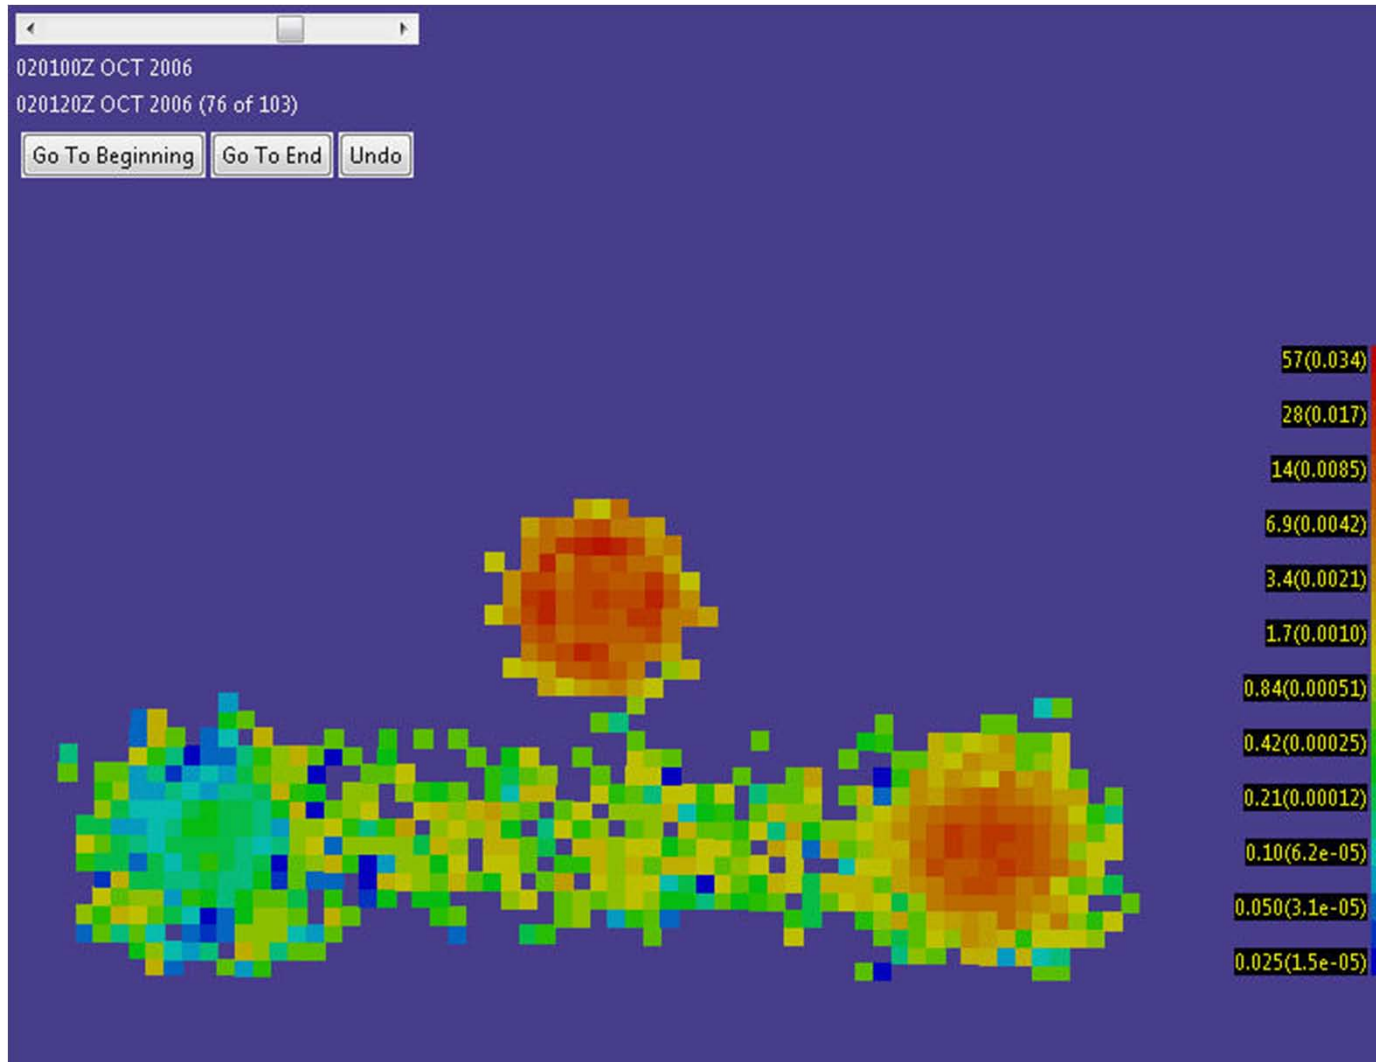 020100Z OCT 2006
020120Z OCT 2006 (76 of 103)
Go To Beginning Go To End Undo
57(0.034)
28(0.017)
14(0.0085)
6.9(0.0042)
3.4(0.0021)
1.7(0.0010)
0.84(0.00051)
0.42(0.00025)
0.21(0.00012)
0.10(6.2e-05)
0.050(3.1e-05)
0.025(1.5e-05)